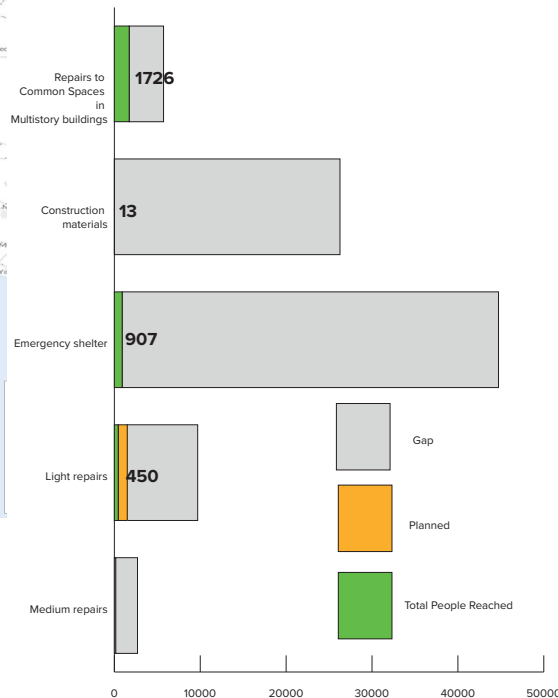 Repairs to
Common Spaces
in
Multistory buildings
1726
Construction
materials
13
Emergency shelter
907
Light repairs
450
Medium repairs
Gap
Planned
Total People Reached
0 10000 20000 30000 40000 50000